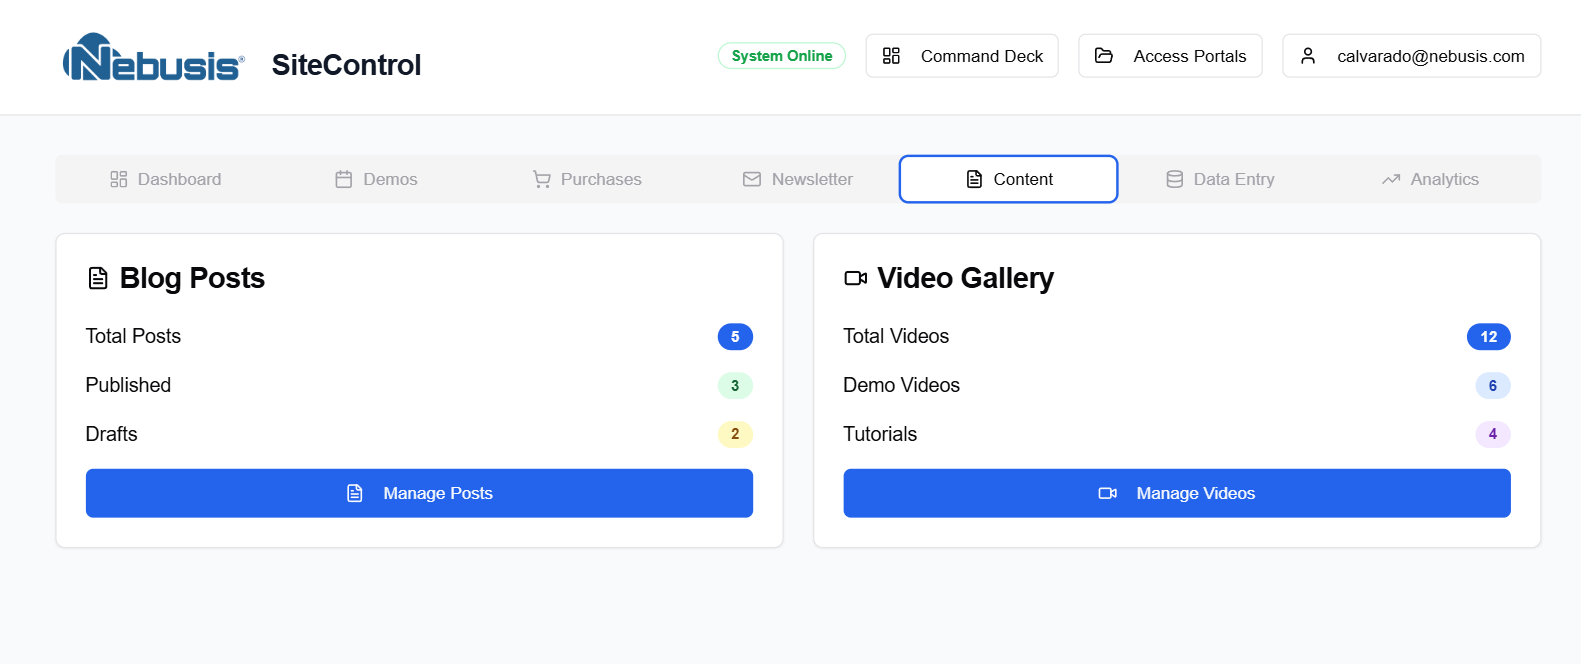 Nebusis®
SiteControl
System Online
Command Deck
Access Portals
calvarado@nebusis.com
Dashboard
Demos
Purchases
Newsletter
Content
Data Entry
Analytics
Blog Posts
Total Posts 5
Published 3
Drafts 2
Manage Posts
Video Gallery
Total Videos 12
Demo Videos 6
Tutorials 4
Manage Videos